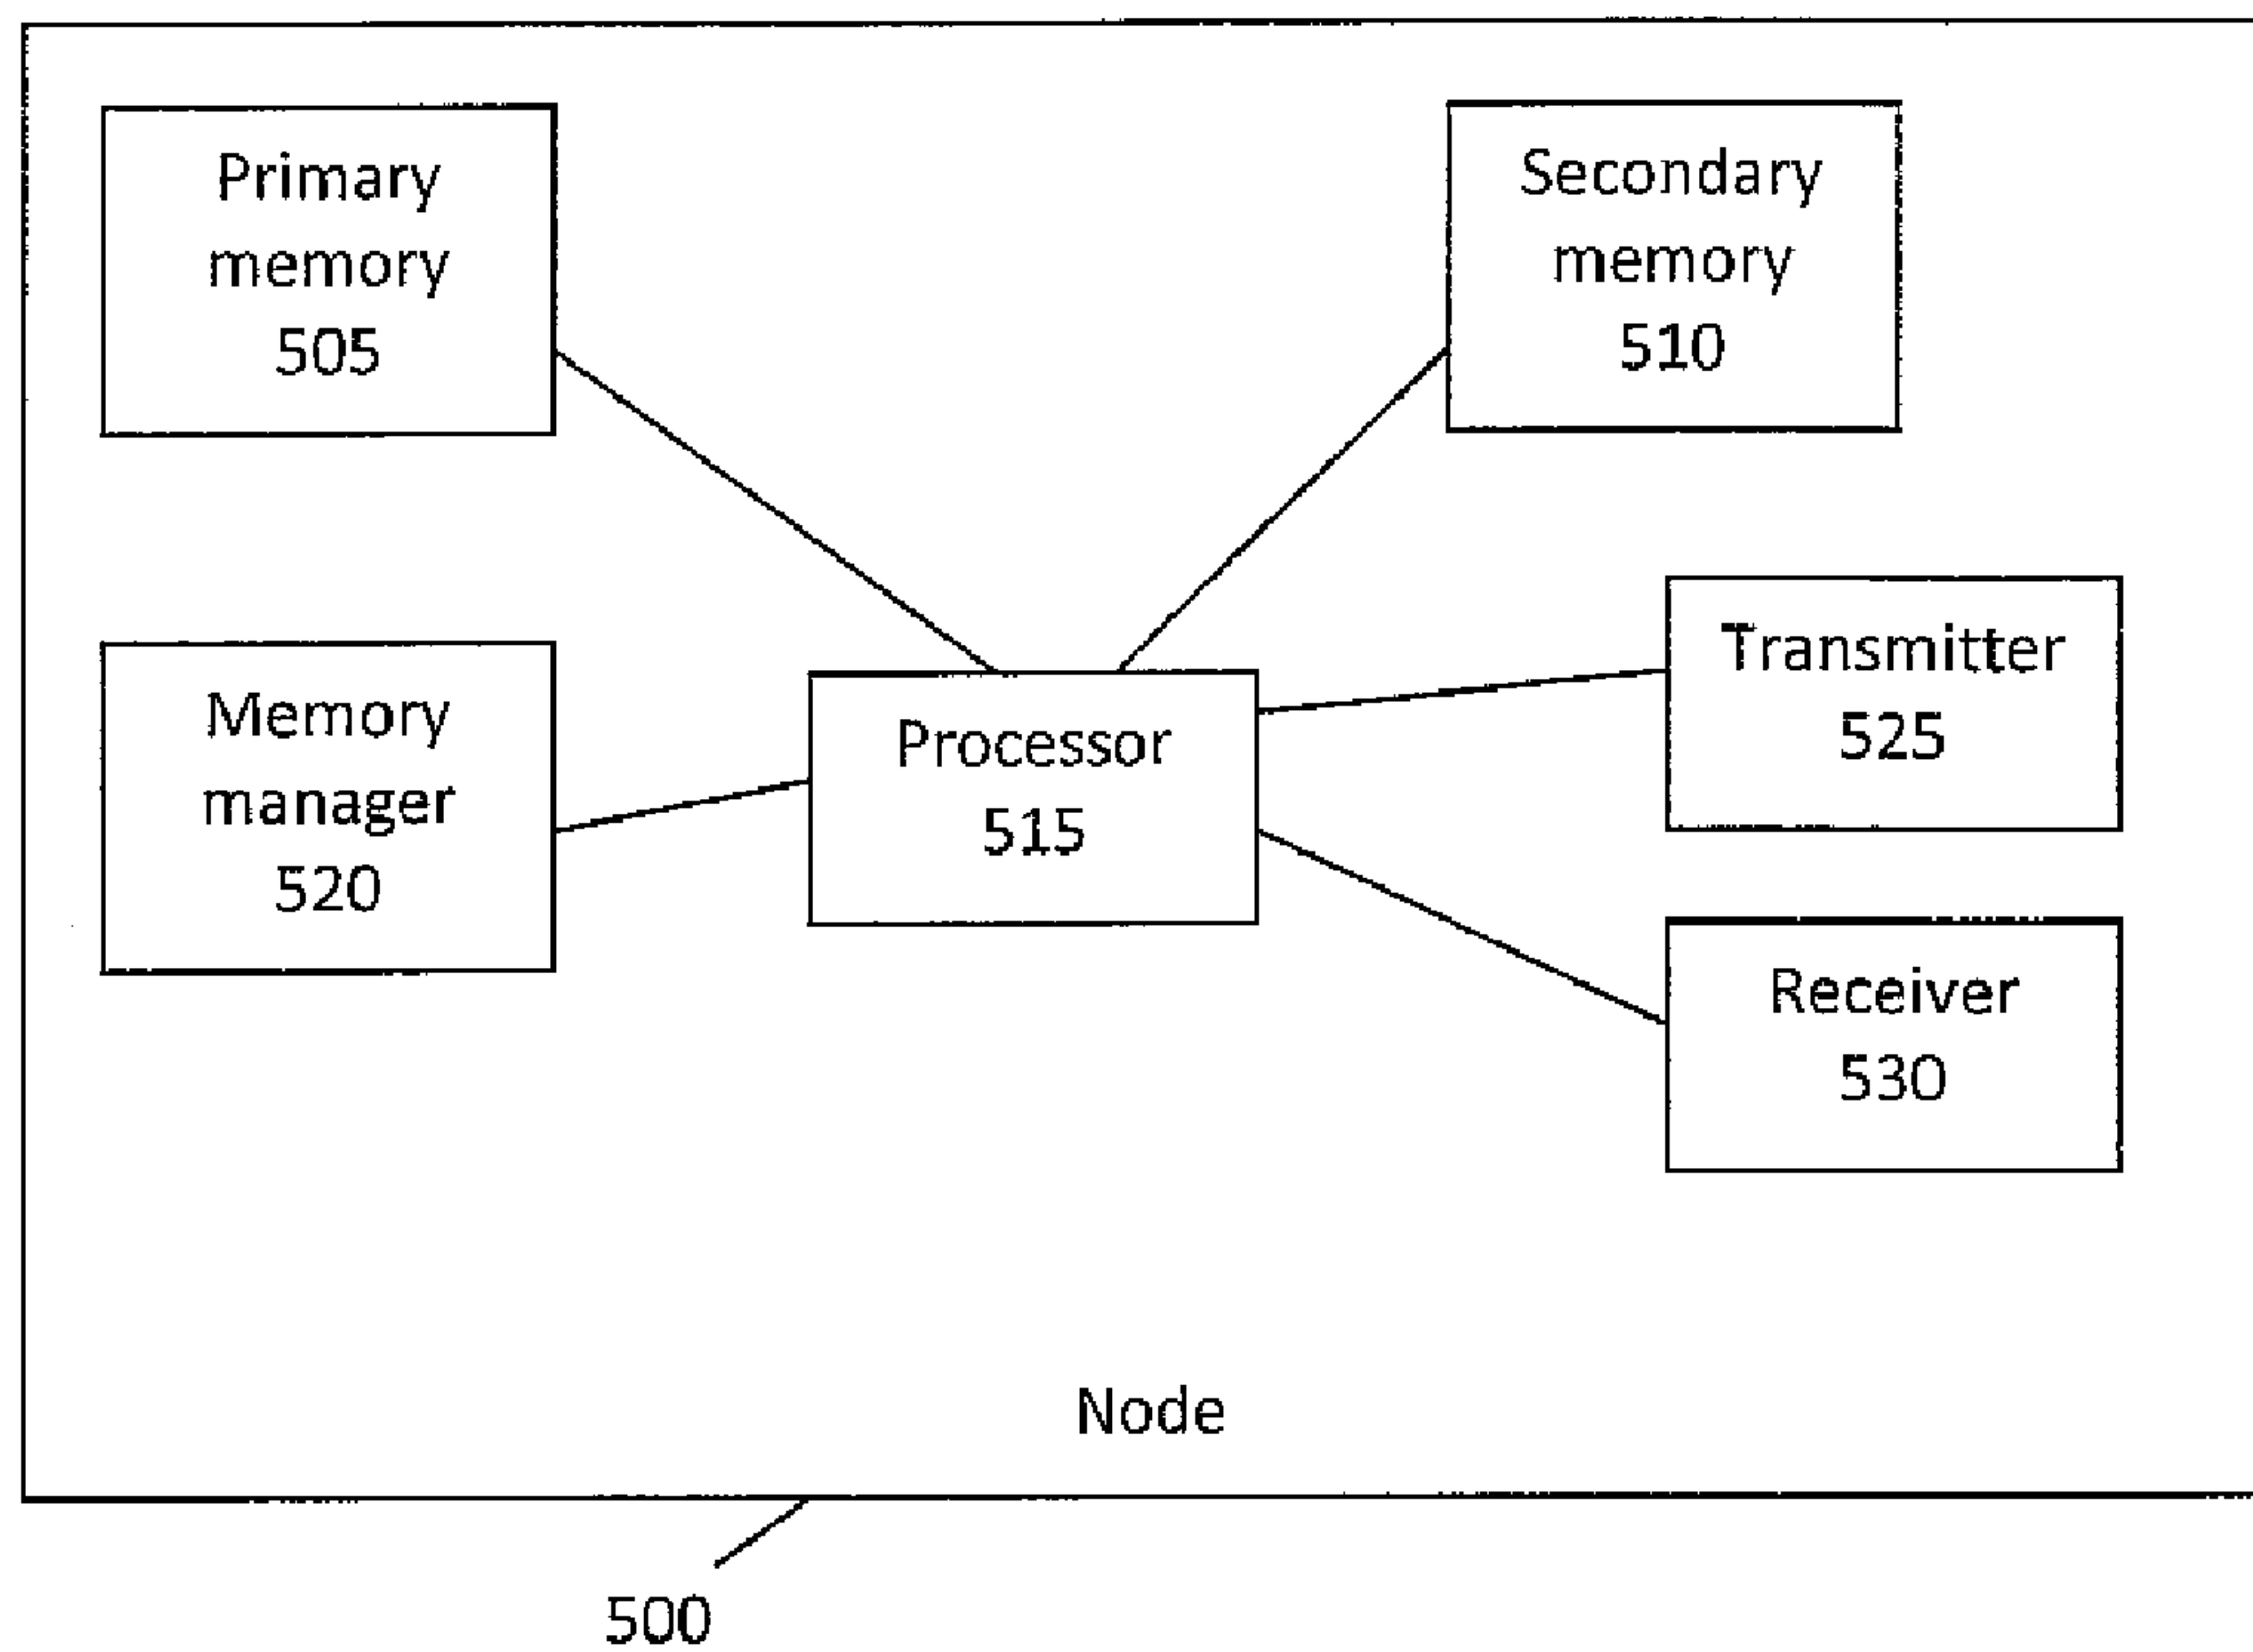 Primary
memory
505
Secondary
memory
510
Memory
manager
520
Processor
515
Transmitter
525
Receiver
530
Node
500